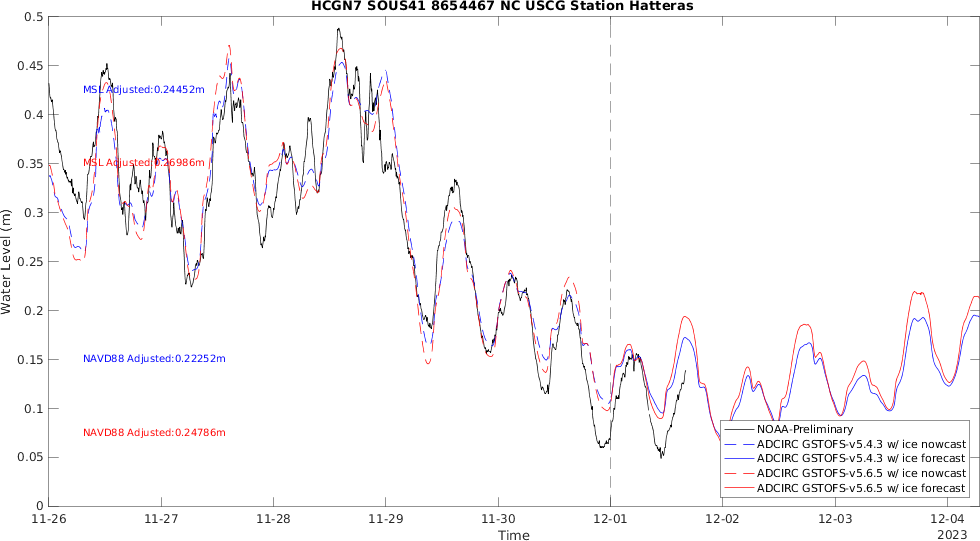 HCGN7 SOUS41 8654467 NC USCG Station Hatteras
0.5
0.45
0.4
0.35
0.3
0.25
0.2
0.15
0.1
0.05
0
Water Level (m)
MSL Adjusted:0.24452m
MSL Adjusted:0.26986m
NAVD88 Adjusted:0.22252m
NAVD88 Adjusted:0.24786m
NOAA-Preliminary
ADCIRC GSTOFS-v5.4.3 w/ ice nowcast
ADCIRC GSTOFS-v5.4.3 w/ ice forecast
ADCIRC GSTOFS-v5.6.5 w/ ice nowcast
ADCIRC GSTOFS-v5.6.5 w/ ice forecast
11-26 11-27 11-28 11-29 11-30 12-01 12-02 12-03 12-04
Time 2023